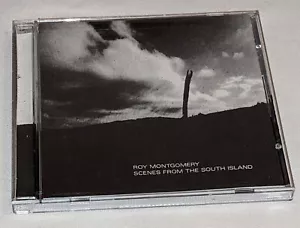 ROY MONTGOMERY
SCENES FROM THE SOUTH ISLAND